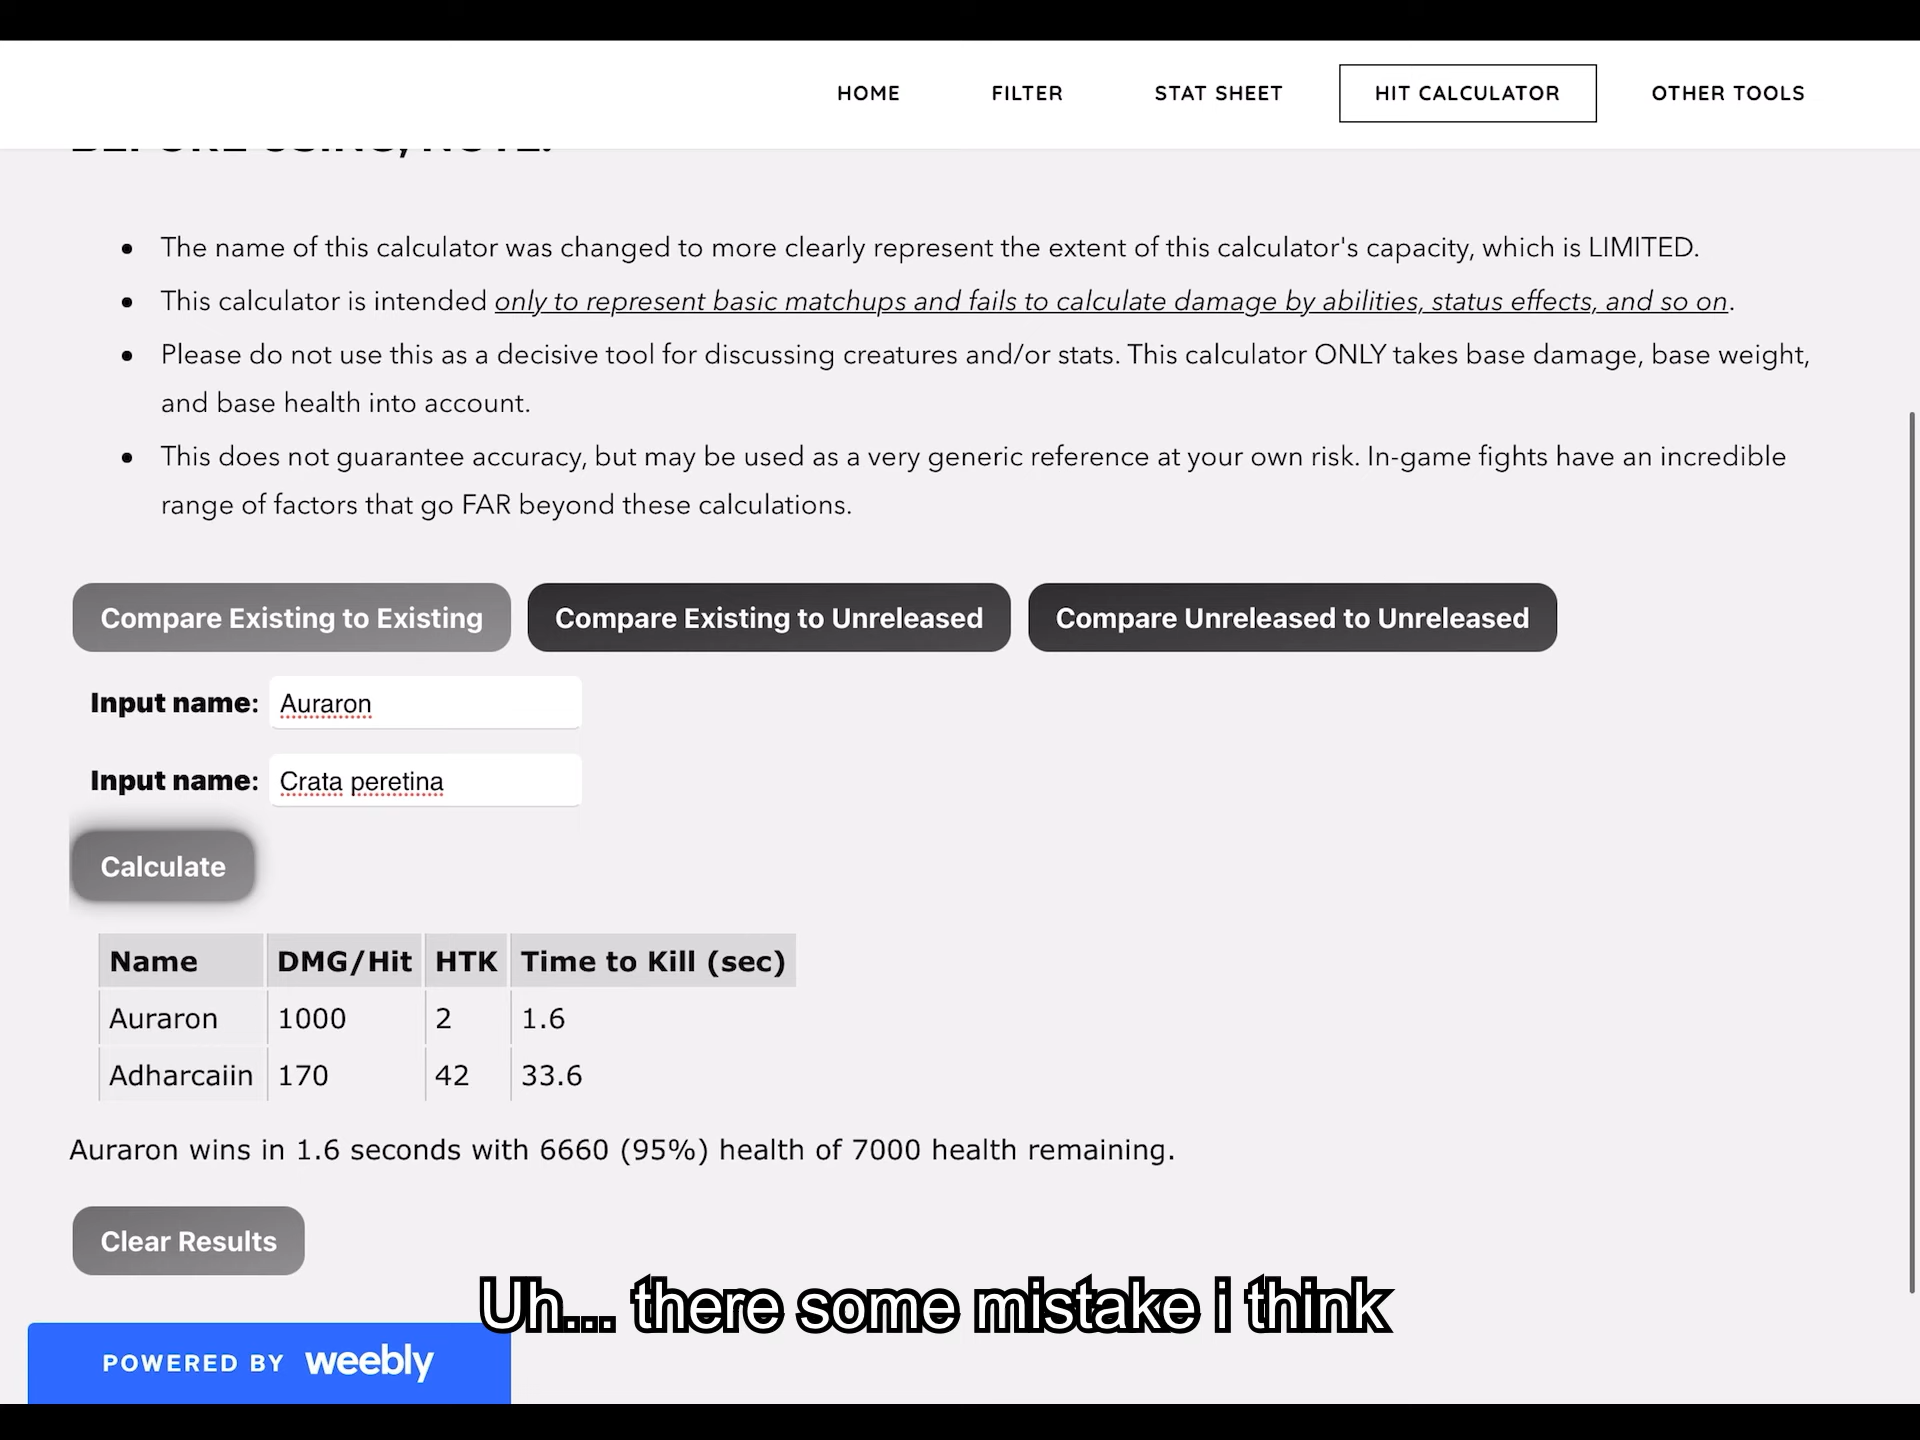 HOME FILTER STAT SHEET HIT CALCULATOR OTHER TOOLS
BEFORE USING, NOTE:
The name of this calculator was changed to more clearly represent the extent of this calculator's capacity, which is LIMITED.
This calculator is intended only to represent basic matchups and fails to calculate damage by abilities, status effects, and so on.
Please do not use this as a decisive tool for discussing creatures and/or stats. This calculator ONLY takes base damage, base weight,
and base health into account.
This does not guarantee accuracy, but may be used as a very generic reference at your own risk. In-game fights have an incredible
range of factors that go FAR beyond these calculations.
Compare Existing to Existing Compare Existing to Unreleased Compare Unreleased to Unreleased
Input name: Auraron
Input name: Crata peretina
Calculate
Name DMG/Hit HTK Time to Kill (sec)
Auraron 1000 2 1.6
Adharcaiin 170 42 33.6
Auraron wins in 1.6 seconds with 6660 (95%) health of 7000 health remaining.
Clear Results
Uh... there some mistake i think
POWERED BY weebly